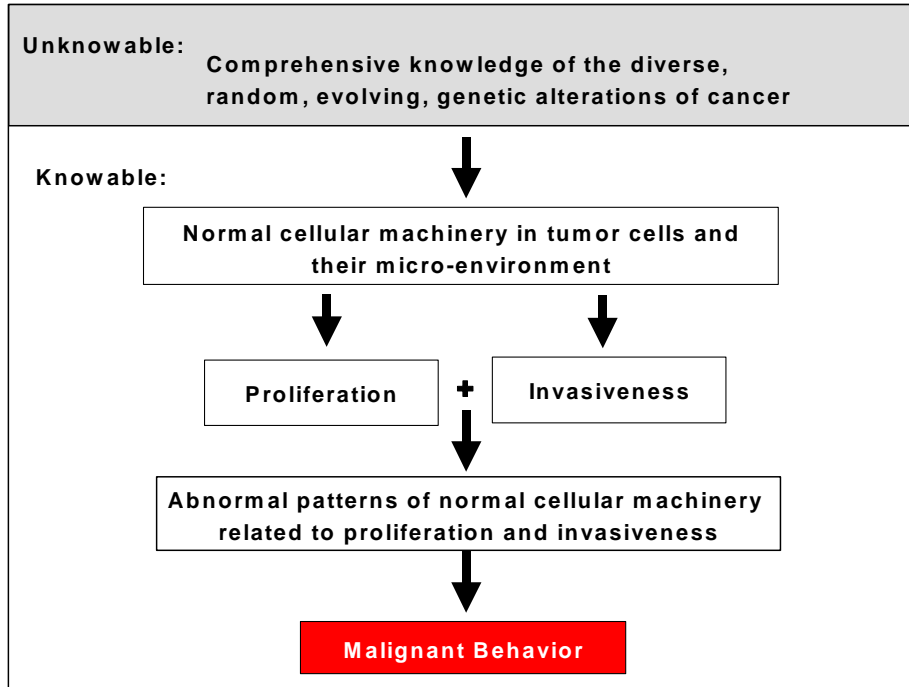 Unknowable:
Comprehensive knowledge of the diverse,
random, evolving, genetic alterations of cancer
Knowable:
Normal cellular machinery in tumor cells and
their micro-environment
Proliferation + Invasiveness
Abnormal patterns of normal cellular machinery
related to proliferation and invasiveness
Malignant Behavior